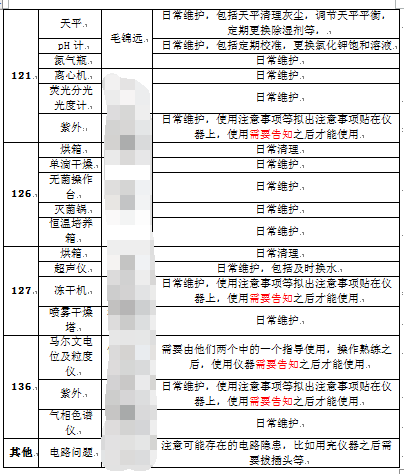 天平
毛锦远
日常维护,包括天平清理灰尘,调节天平平衡,
定期更换除湿剂等,
pH 计
日常维护,包括定期校准,更换氯化钾饱和溶液
121
氮气瓶
日常维护
离心机
日常维护
荧光分光
光度计
日常维护
紫外
日常维护,使用注意事项等拟出注意事项贴在仪
器上,使用需要告知之后才能使用
126
烘箱
日常清理
单滴干燥
日常维护
无菌操作
台
日常维护
灭菌锅
日常维护
恒温培养
箱
日常维护
127
烘箱
日常清理
超声仪
日常维护,包括及时换水
冻干机
日常维护,使用注意事项等拟出注意事项贴在仪
器上,使用需要告知之后才能使用
喷雾干燥
塔
日常维护
136
马尔文电
位及粒度
仪
需要由他们两个中的一个指导使用,操作熟练之
后,使用仪器需要告知之后才能使用
紫外
日常维护,使用注意事项等拟出注意事项贴在仪
器上,使用需要告知之后才能使用
气相色谱
仪
日常维护
其他
电路问题
注意可能存在的电路隐患,比如用完仪器之后需
要拔插头等